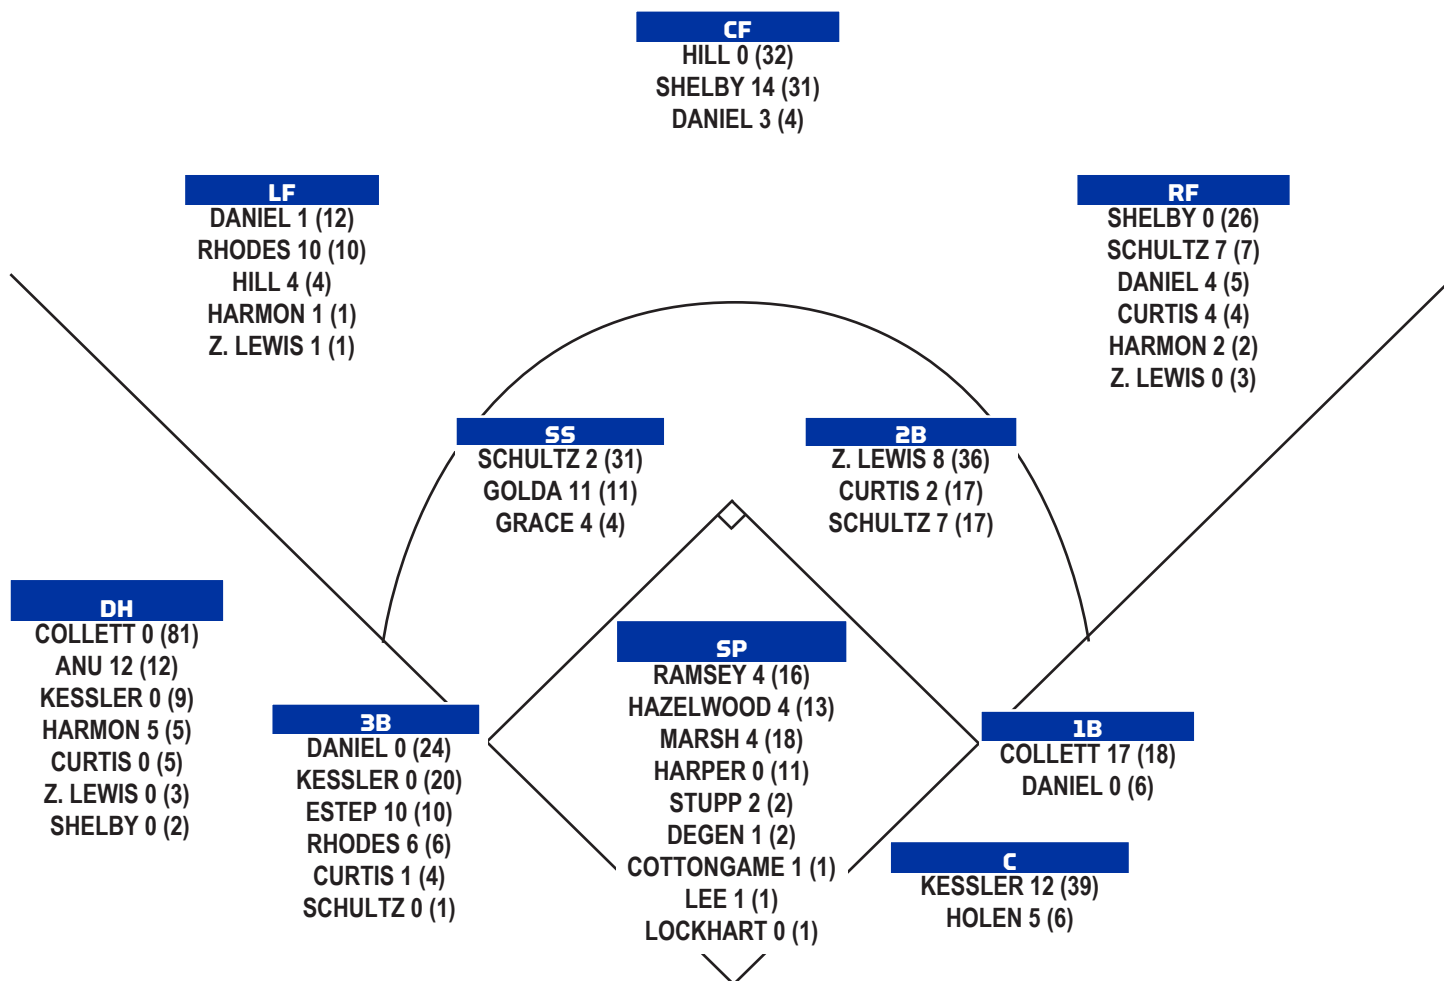 CF
HILL 0 (32)
SHELBY 14 (31)
DANIEL 3 (4)
LF
DANIEL 1 (12)
RHODES 10 (10)
HILL 4 (4)
HARMON 1 (1)
Z. LEWIS 1 (1)
RF
SHELBY 0 (26)
SCHULTZ 7 (7)
DANIEL 4 (5)
CURTIS 4 (4)
HARMON 2 (2)
Z. LEWIS 0 (3)
SS
SCHULTZ 2 (31)
GOLDA 11 (11)
GRACE 4 (4)
2B
Z. LEWIS 8 (36)
CURTIS 2 (17)
SCHULTZ 7 (17)
DH
COLLETT 0 (81)
ANU 12 (12)
KESSLER 0 (9)
HARMON 5 (5)
CURTIS 0 (5)
Z. LEWIS 0 (3)
SHELBY 0 (2)
3B
DANIEL 0 (24)
KESSLER 0 (20)
ESTEP 10 (10)
RHODES 6 (6)
CURTIS 1 (4)
SCHULTZ 0 (1)
SP
RAMSEY 4 (16)
HAZELWOOD 4 (13)
MARSH 4 (18)
HARPER 0 (11)
STUPP 2 (2)
DEGEN 1 (2)
COTTONGAME 1 (1)
LEE 1 (1)
LOCKHART 0 (1)
1B
COLLETT 17 (18)
DANIEL 0 (6)
C
KESSLER 12 (39)
HOLEN 5 (6)